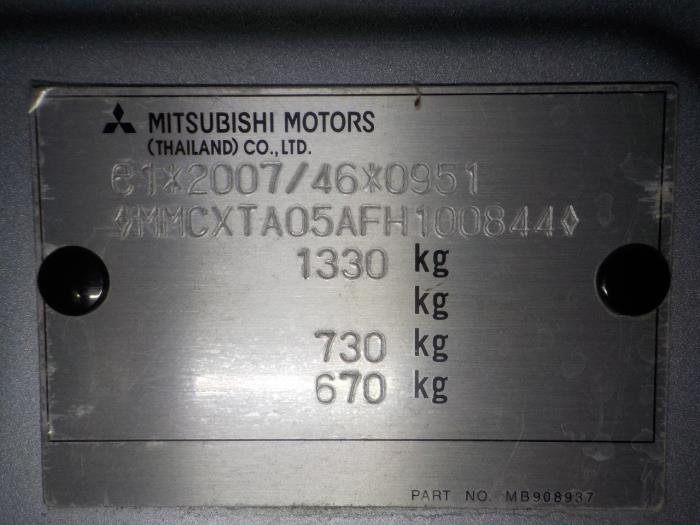 MITSUBISHI MOTORS
(THAILAND) CO.,LTD.
e1*2007/46*0951
◊MMCXTA05AFH100844◊
1330 kg
kg
730 kg
670 kg
PART NO. MB908937